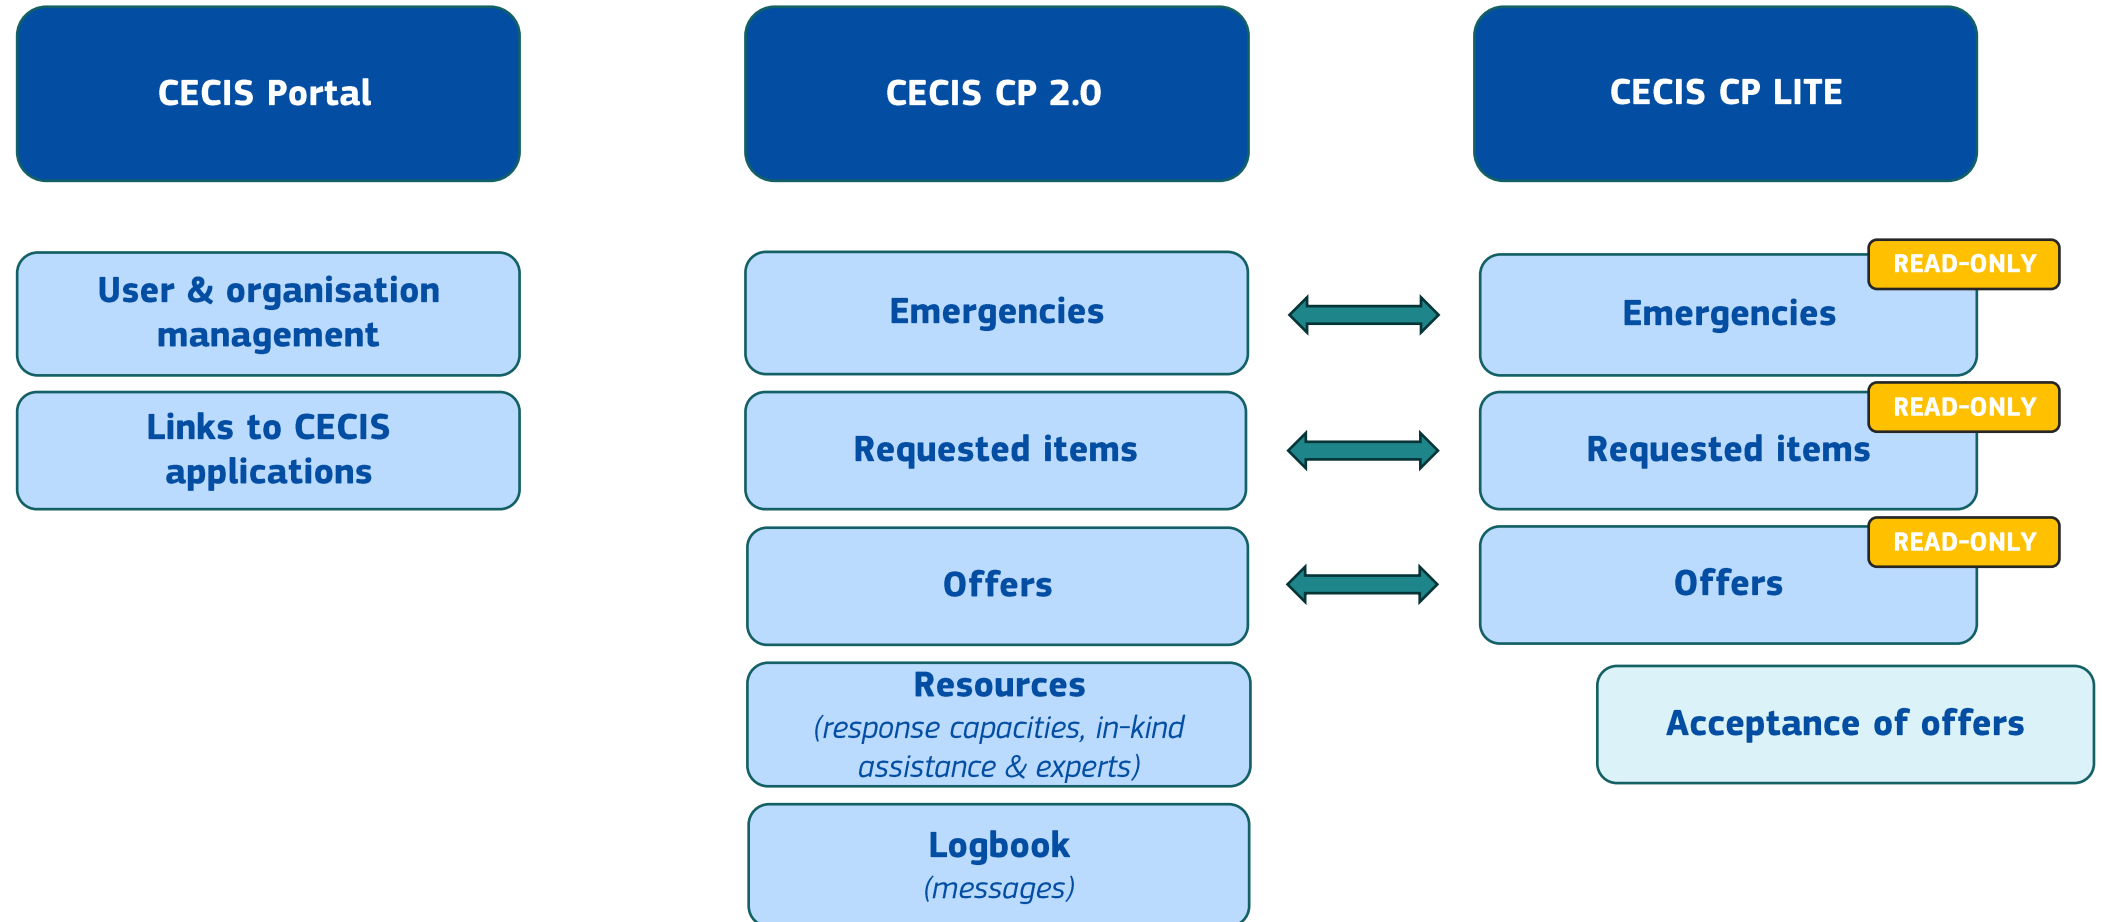 CECIS Portal
User & organisation
management
Links to CECIS
applications
CECIS CP 2.0
Emergencies
Requested items
Offers
Resources
(response capacities, in-kind
assistance & experts)
Logbook
(messages)
CECIS CP LITE
READ-ONLY
Emergencies
READ-ONLY
Requested items
READ-ONLY
Offers
Acceptance of offers